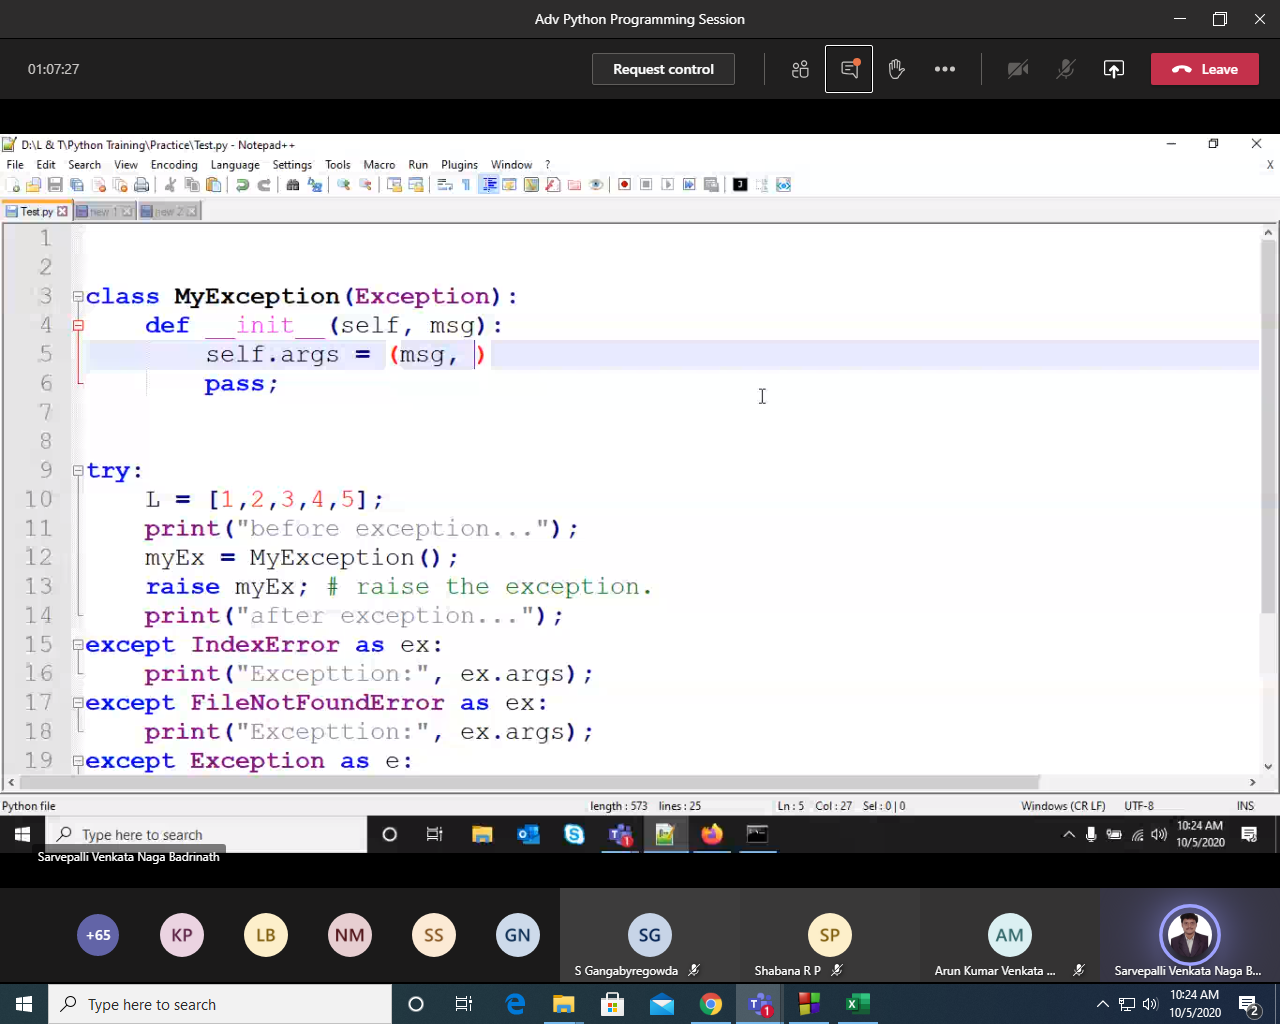 Adv Python Programming Session
01:07:27
Request control
Leave
D:\L & T\Python Training\Practice\Test.py - Notepad++
File Edit Search View Encoding Language Settings Tools Macro Run Plugins Window ?
X
Test.py new 1 new 2
1
2
3 class MyException(Exception):
4 def __init__(self, msg):
5 self.args = (msg, )
6 pass;
7
8
9 try:
10 L = [1,2,3,4,5];
11 print("before exception...");
12 myEx = MyException();
13 raise myEx; # raise the exception.
14 print("after exception...");
15 except IndexError as ex:
16 print("Excepttion:", ex.args);
17 except FileNotFoundError as ex:
18 print("Excepttion:", ex.args);
19 except Exception as e:
Python file length : 573 lines : 25 Ln : 5 Col : 27 Sel : 0 | 0 Windows (CR LF) UTF-8 INS
Type here to search
1
10:24 AM
10/5/2020
Sarvepalli Venkata Naga Badrinath
+65 KP LB NM SS GN SG SP AM
S Gangabyregowda Shabana R P Arun Kumar Venkata ... Sarvepalli Venkata Naga B...
Type here to search
1
10:24 AM
10/5/2020
2